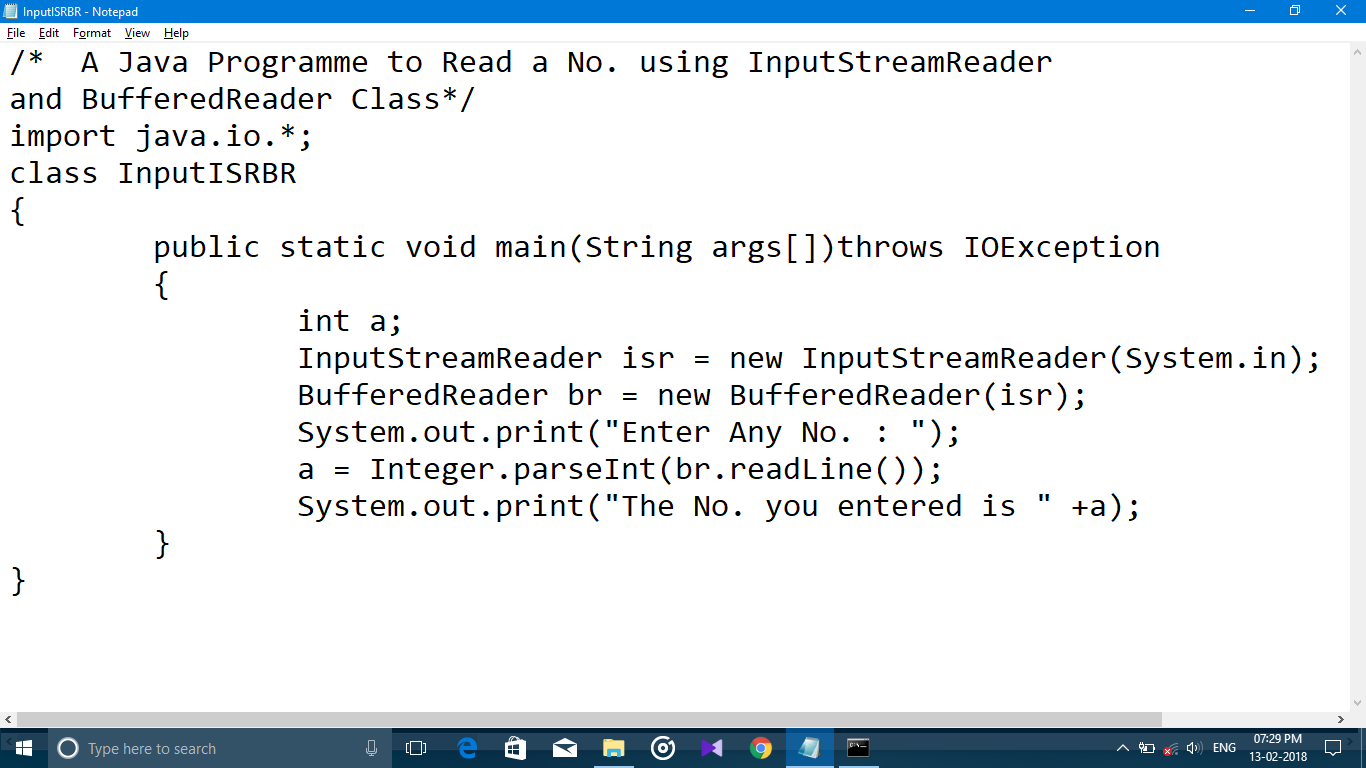 InputISRBR - Notepad
File Edit Format View Help
/*  A Java Programme to Read a No. using InputStreamReader
and BufferedReader Class*/
import java.io.*;
class InputISRBR
{
        public static void main(String args[])throws IOException
        {
                int a;
                InputStreamReader isr = new InputStreamReader(System.in);
                BufferedReader br = new BufferedReader(isr);
                System.out.print("Enter Any No. : ");
                a = Integer.parseInt(br.readLine());
                System.out.print("The No. you entered is " +a);
        }
}
Type here to search
ENG
07:29 PM
13-02-2018